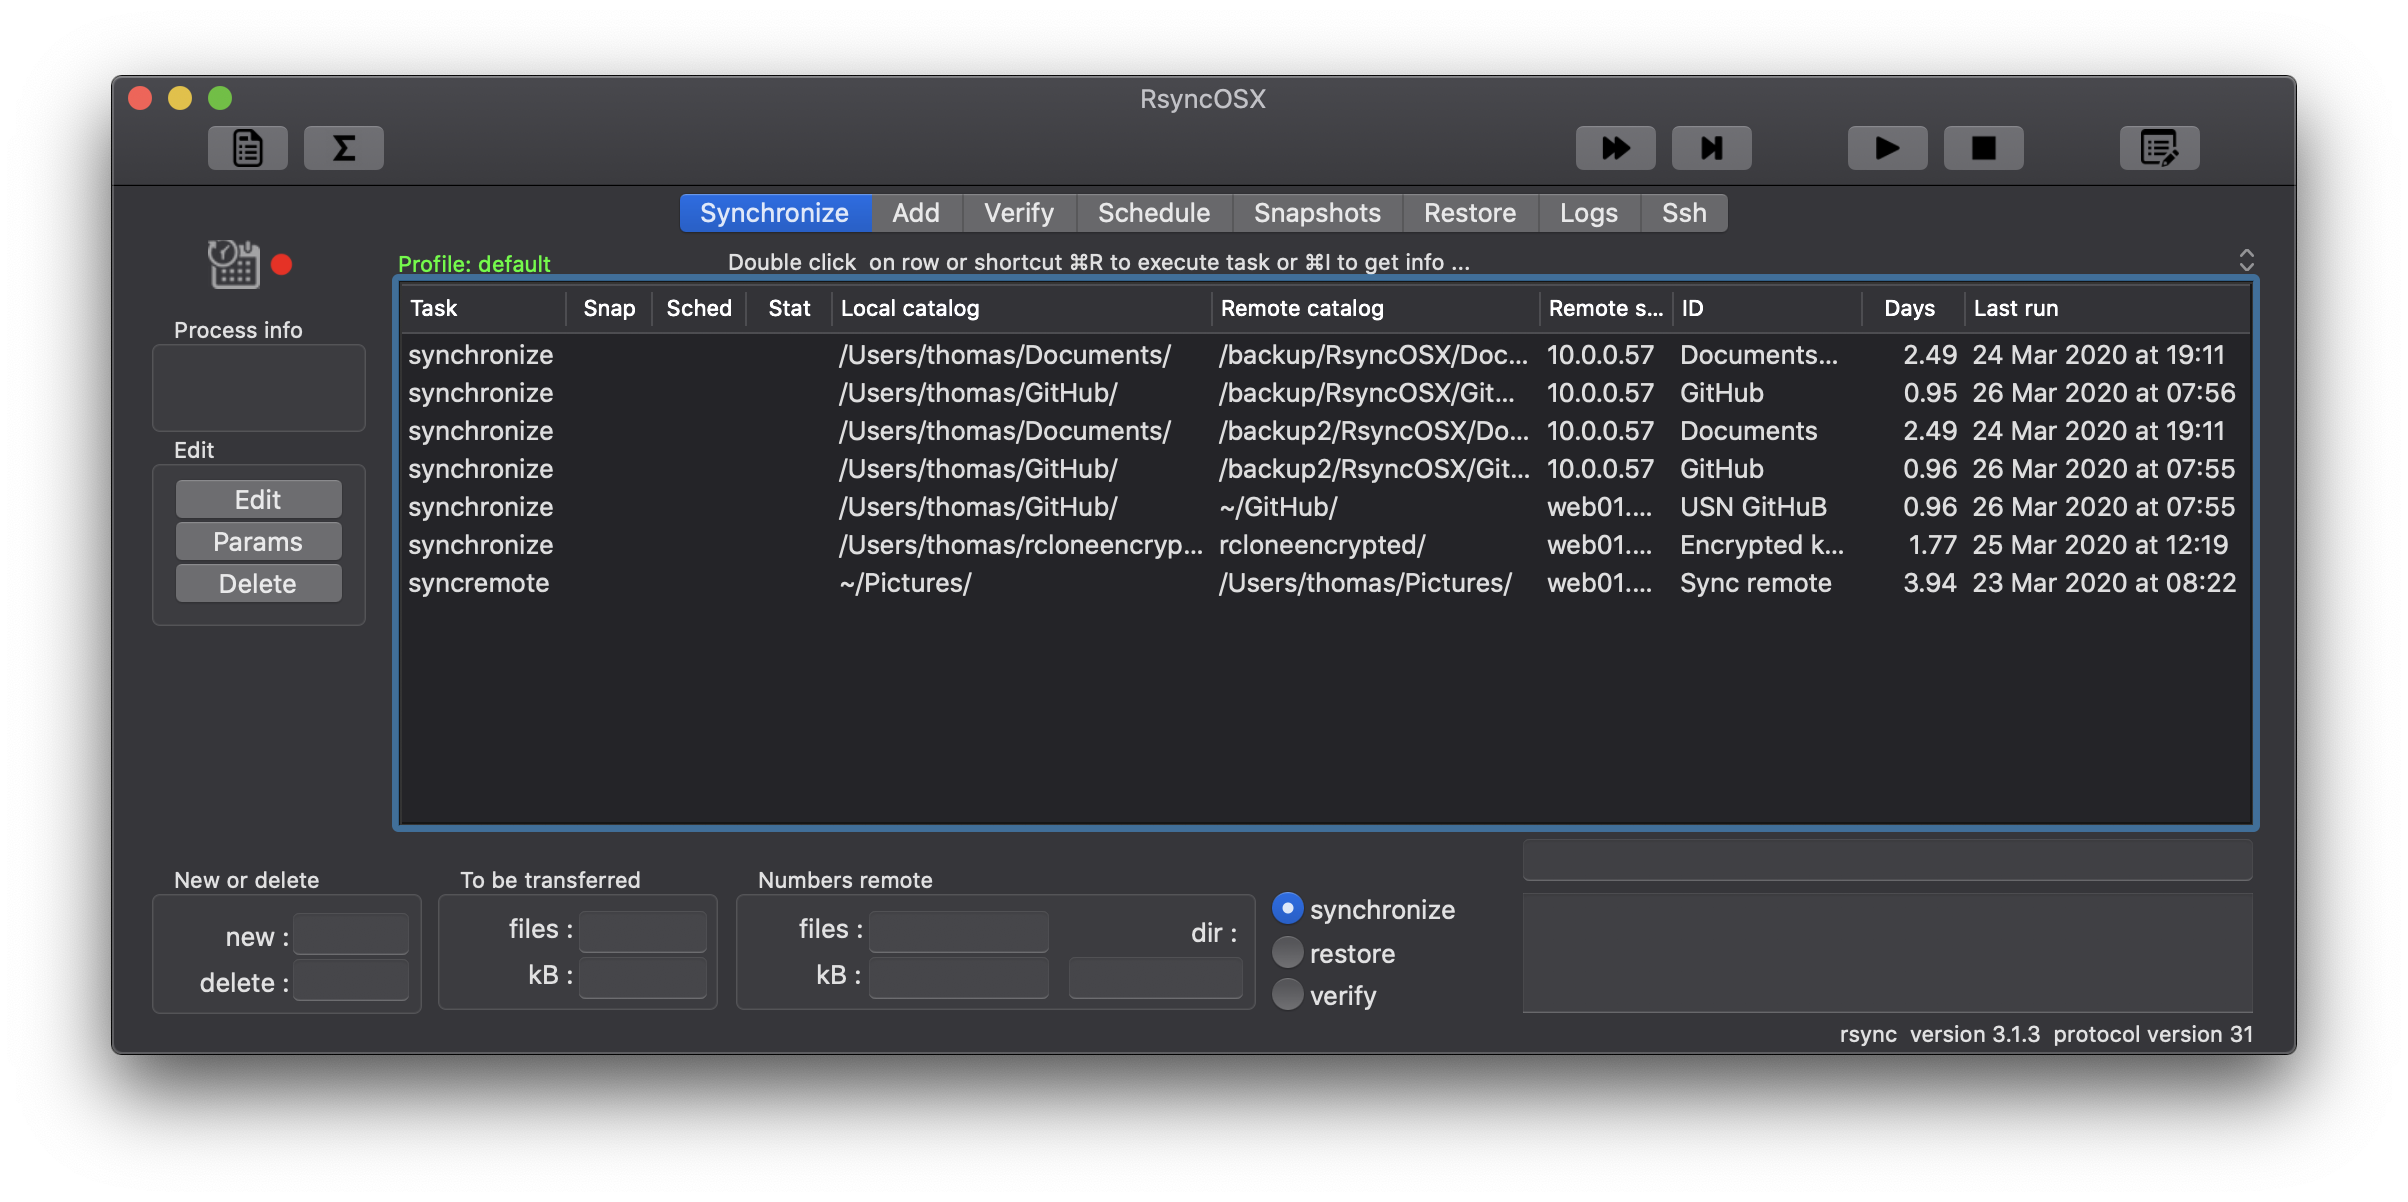 RsyncOSX
Synchronize Add Verify Schedule Snapshots Restore Logs Ssh
Profile: default Double click on row or shortcut ⌘R to execute task or ⌘I to get info ...
Task Snap Sched Stat Local catalog Remote catalog Remote s... ID Days Last run
synchronize /Users/thomas/Documents/ /backup/RsyncOSX/Doc... 10.0.0.57 Documents... 2.49 24 Mar 2020 at 19:11
synchronize /Users/thomas/GitHub/ /backup/RsyncOSX/Git... 10.0.0.57 GitHub 0.95 26 Mar 2020 at 07:56
synchronize /Users/thomas/Documents/ /backup2/RsyncOSX/Do... 10.0.0.57 Documents 2.49 24 Mar 2020 at 19:11
synchronize /Users/thomas/GitHub/ /backup2/RsyncOSX/Git... 10.0.0.57 GitHub 0.96 26 Mar 2020 at 07:55
synchronize /Users/thomas/GitHub/ ~/GitHub/ web01.... USN GitHuB 0.96 26 Mar 2020 at 07:55
synchronize /Users/thomas/rcloneencryp... rcloneencrypted/ web01.... Encrypted k... 1.77 25 Mar 2020 at 12:19
syncremote ~/Pictures/ /Users/thomas/Pictures/ web01.... Sync remote 3.94 23 Mar 2020 at 08:22
Process info
Edit
Edit
Params
Delete
New or delete
new :
delete :
To be transferred
files :
kB :
Numbers remote
files :
kB :
dir :
synchronize
restore
verify
rsync version 3.1.3 protocol version 31